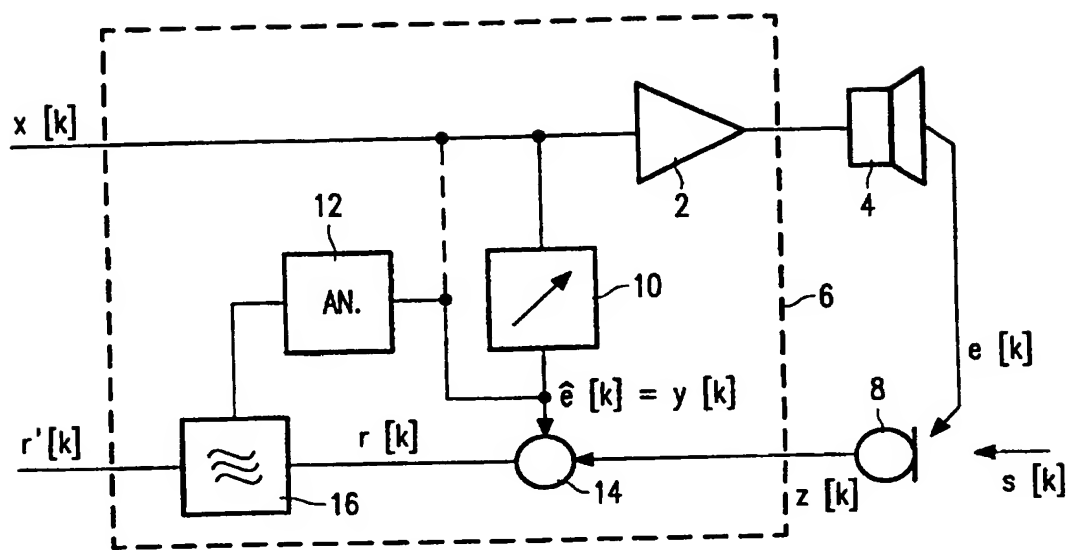 x [k]
2
4
12
AN.
10
6
e [k]
ê [k] = y [k]
8
r'[k]
r [k]
14
z [k]
s [k]
16